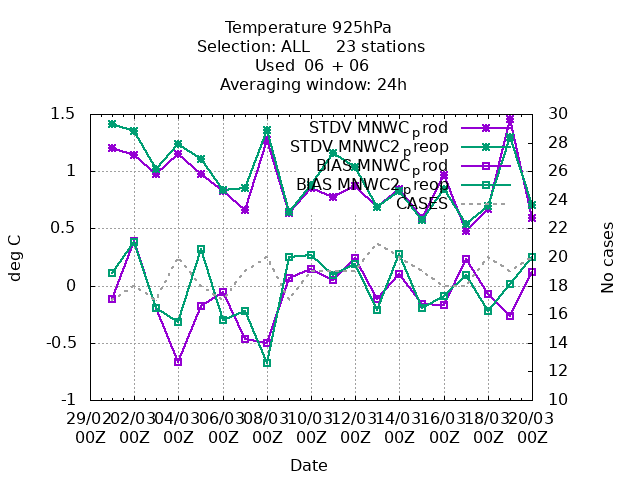 Temperature 925hPa
Selection: ALL 23 stations
Used 06 + 06
Averaging window: 24h
STDV MNWC_prod
STDV MNWC2_preop
BIAS MNWC_prod
BIAS MNWC2_preop
CASES
1.5
1
0.5
0
-0.5
-1
deg C
30
28
26
24
22
20
18
16
14
12
10
No cases
29/02 02/03 04/03 06/03 08/03 10/03 12/03 14/03 16/03 18/03 20/03
00Z 00Z 00Z 00Z 00Z 00Z 00Z 00Z 00Z 00Z 00Z
Date